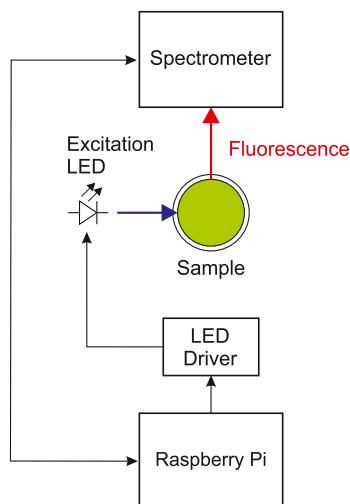 Spectrometer
Excitation
LED
Fluorescence
Sample
LED
Driver
Raspberry Pi